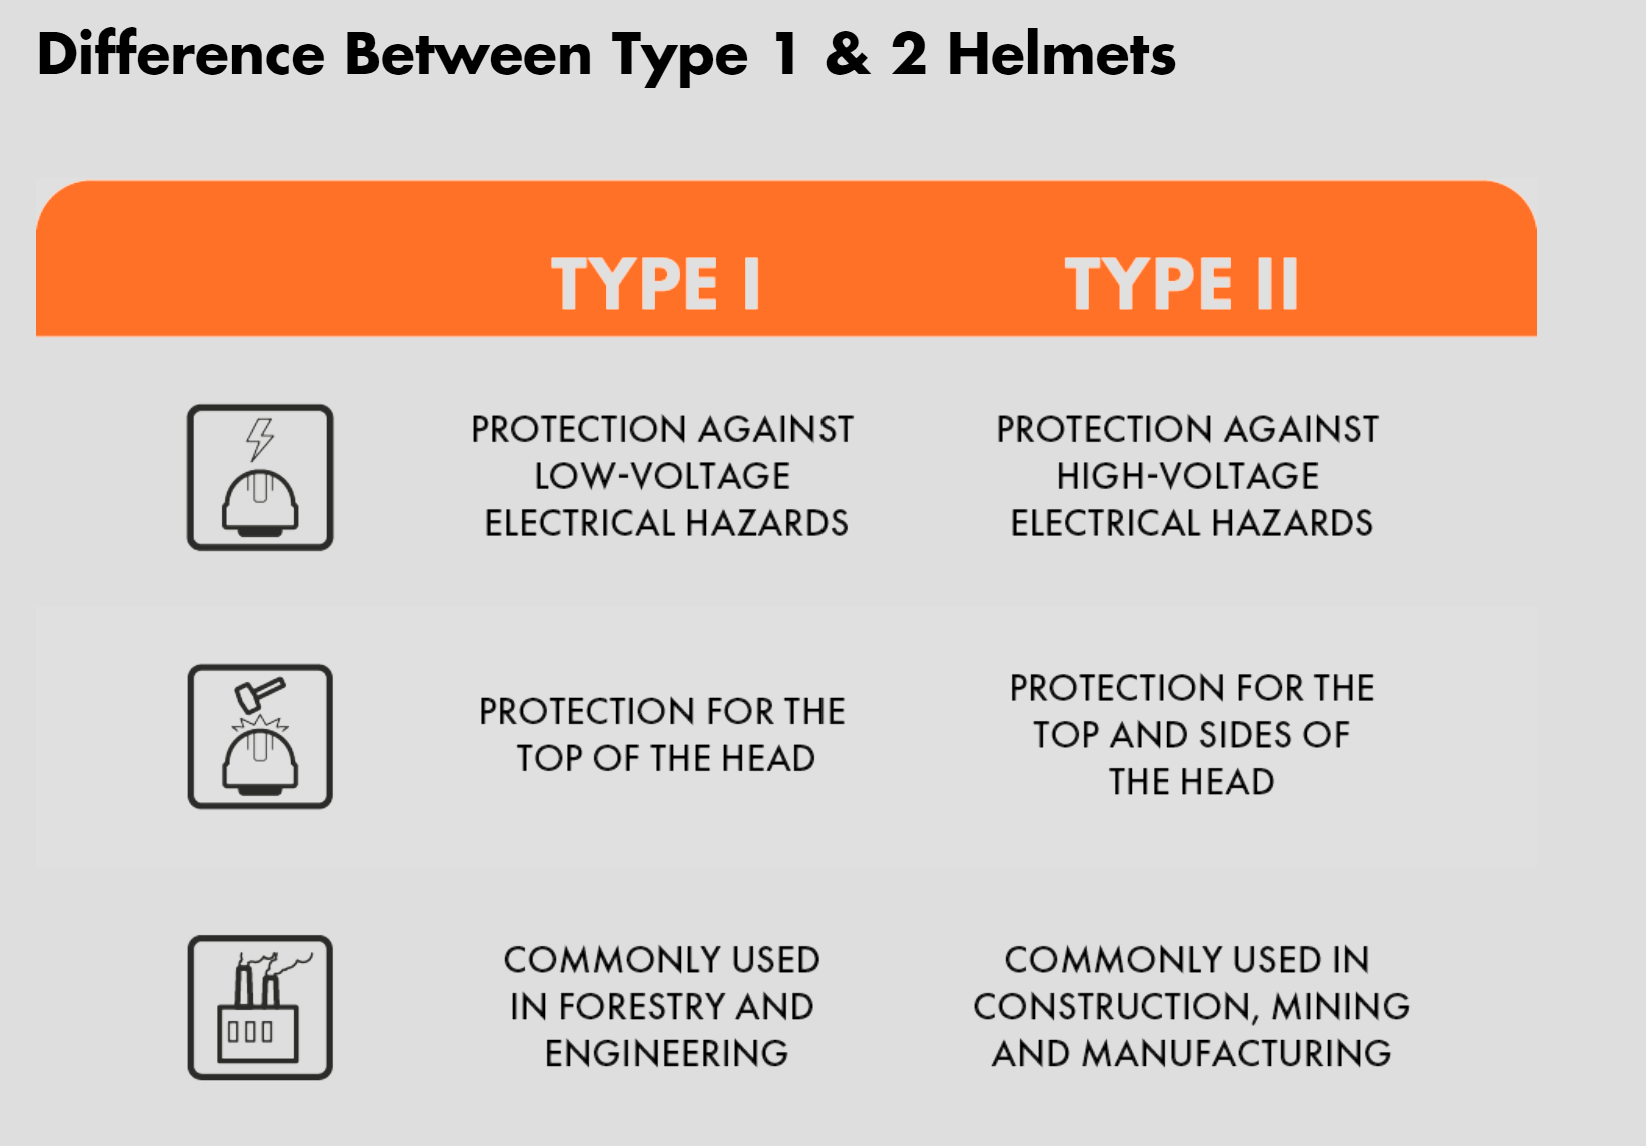 Difference Between Type 1 & 2 Helmets
TYPE I
TYPE II
PROTECTION AGAINST
LOW-VOLTAGE
ELECTRICAL HAZARDS
PROTECTION AGAINST
HIGH-VOLTAGE
ELECTRICAL HAZARDS
PROTECTION FOR THE
TOP OF THE HEAD
PROTECTION FOR THE
TOP AND SIDES OF
THE HEAD
COMMONLY USED
IN FORESTRY AND
ENGINEERING
COMMONLY USED IN
CONSTRUCTION, MINING
AND MANUFACTURING